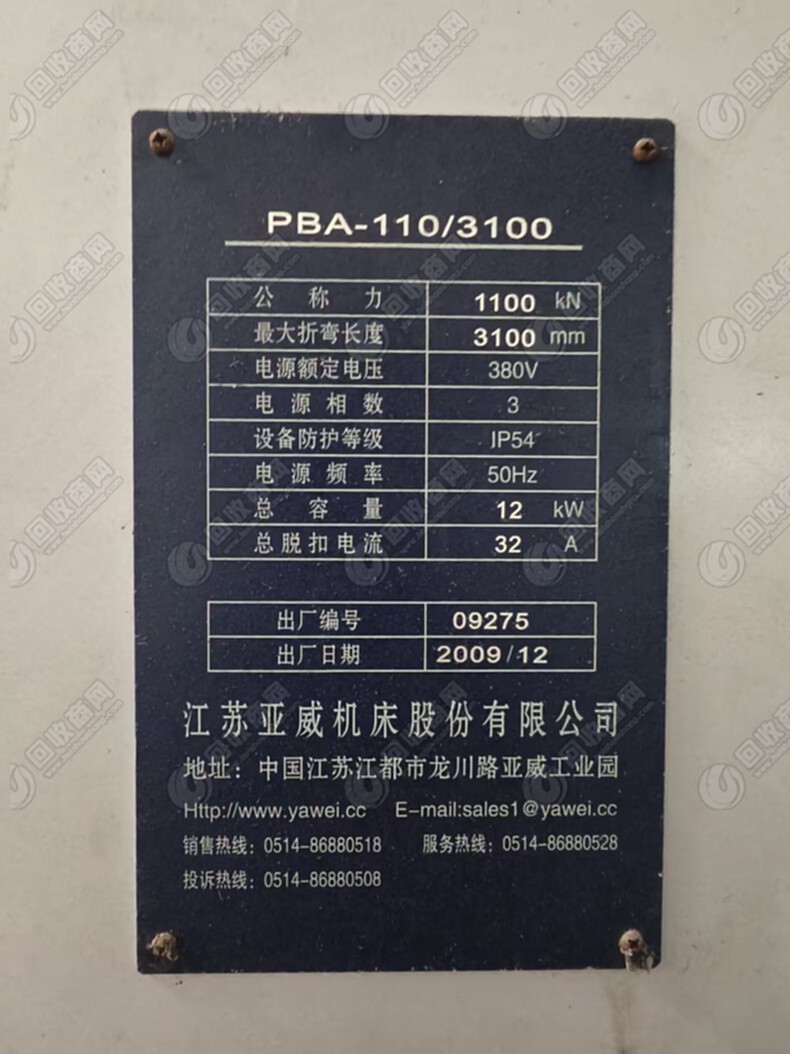 PBA-110/3100
公称力 1100 kN
最大折弯长度 3100 mm
电源额定电压 380V
电源相数 3
设备防护等级 IP54
电源频率 50Hz
总容量 12 kW
总脱扣电流 32 A
出厂编号 09275
出厂日期 2009/12
江苏亚威机床股份有限公司
地址：中国江苏江都市龙川路亚威工业园
Http://www.yawei.cc E-mail:sales1@yawei.cc
销售热线：0514-86880518 服务热线：0514-86880528
投诉热线：0514-86880508
回收商网